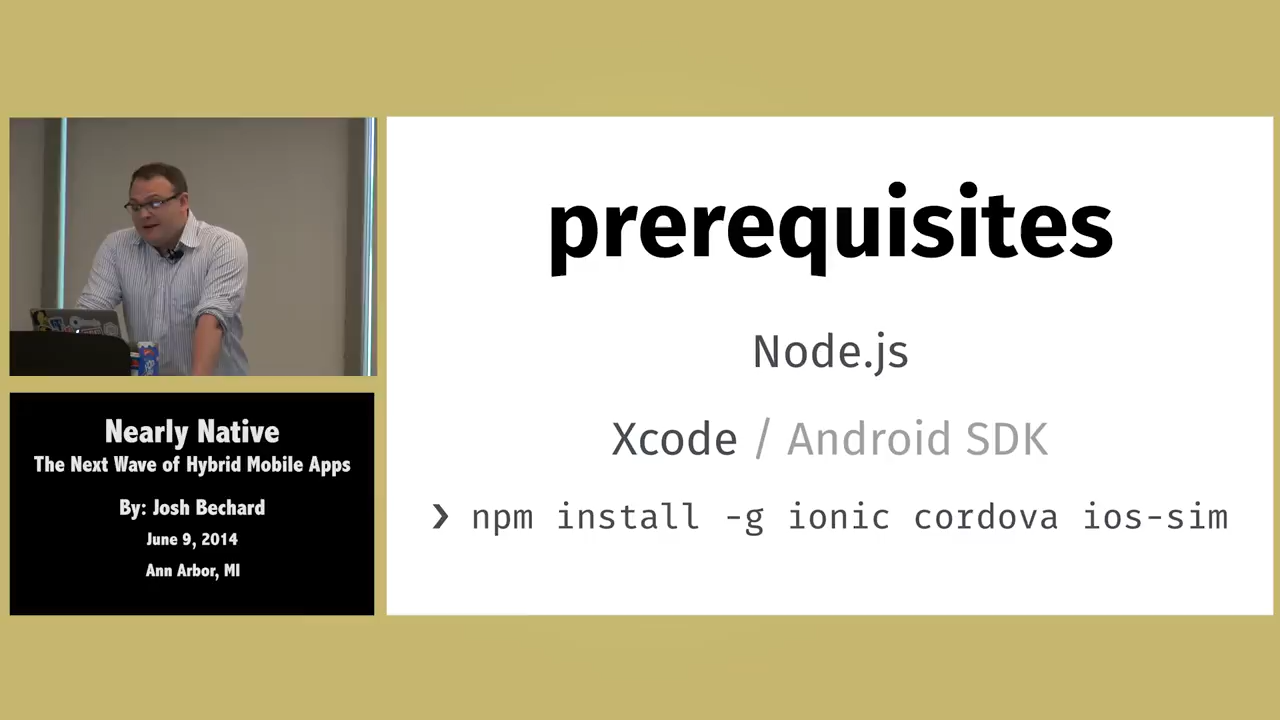 prerequisites
Node.js
Xcode / Android SDK
❯ npm install -g ionic cordova ios-sim
Nearly Native
The Next Wave of Hybrid Mobile Apps
By: Josh Bechard
June 9, 2014
Ann Arbor, MI